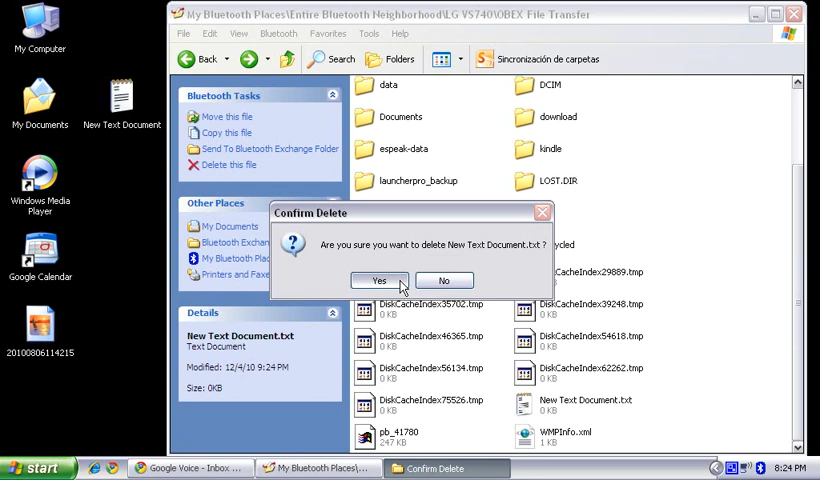 My Computer
My Documents
New Text Document
Windows Media
Player
Google Calendar
20100806114215
My Bluetooth Places\Entire Bluetooth Neighborhood\LG VS740\OBEX File Transfer
File Edit View Bluetooth Favorites Tools Help
Back Search Folders Sincronización de carpetas
Bluetooth Tasks
Move this file
Copy this file
Send To Bluetooth Exchange Folder
Delete this file
Other Places
My Documents
Bluetooth Exchan
My Bluetooth Pla
Printers and Faxe
Details
New Text Document.txt
Text Document
Modified: 12/4/10 9:24 PM
Size: 0KB
data
DCIM
Documents
download
espeak-data
kindle
launcherpro_backup
LOST.DIR
Confirm Delete
Are you sure you want to delete New Text Document.txt ?
Yes No
ycled
heIndex29889.tmp
DiskCacheIndex35702.tmp
0 KB
DiskCacheIndex39248.tmp
0 KB
DiskCacheIndex46365.tmp
0 KB
DiskCacheIndex54618.tmp
0 KB
DiskCacheIndex56134.tmp
0 KB
DiskCacheIndex62262.tmp
0 KB
DiskCacheIndex75526.tmp
0 KB
New Text Document.txt
pb_41780
247 KB
WMPInfo.xml
1 KB
start
Google Voice - Inbox ...
My Bluetooth Places\...
Confirm Delete
8:24 PM